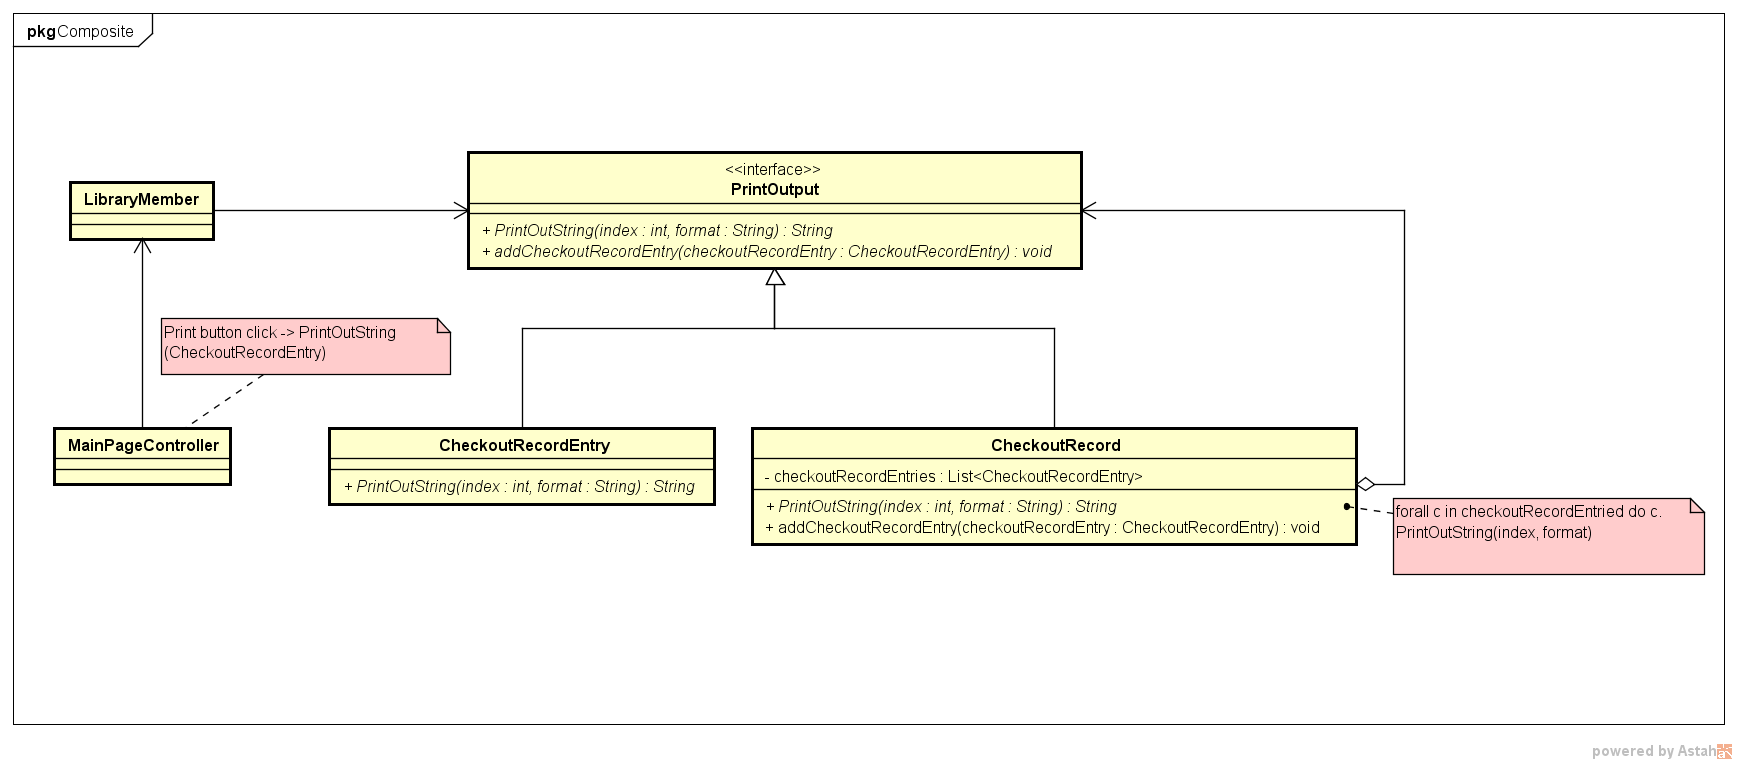 pkg Composite
<<interface>>
PrintOutput
+ PrintOutString(index : int, format : String) : String
+ addCheckoutRecordEntry(checkoutRecordEntry : CheckoutRecordEntry) : void
LibraryMember
Print button click -> PrintOutString
(CheckoutRecordEntry)
MainPageController
CheckoutRecordEntry
+ PrintOutString(index : int, format : String) : String
CheckoutRecord
- checkoutRecordEntries : List<CheckoutRecordEntry>
+ PrintOutString(index : int, format : String) : String
+ addCheckoutRecordEntry(checkoutRecordEntry : CheckoutRecordEntry) : void
forall c in checkoutRecordEntried do c.
PrintOutString(index, format)
powered by Astah